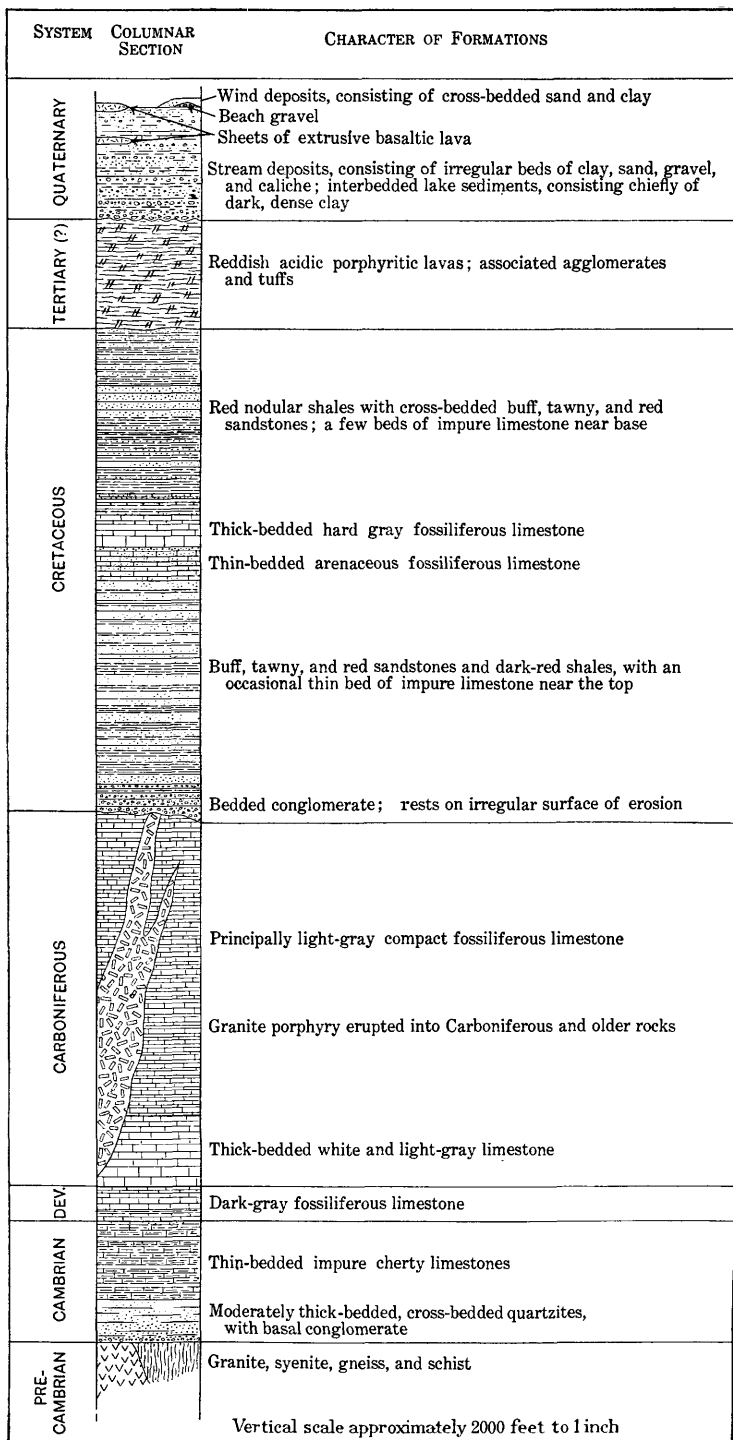 SYSTEM COLUMNAR SECTION CHARACTER OF FORMATIONS
QUATERNARY
Wind deposits, consisting of cross-bedded sand and clay
Beach gravel
Sheets of extrusive basaltic lava
Stream deposits, consisting of irregular beds of clay, sand, gravel,
and caliche; interbedded lake sediments, consisting chiefly of
dark, dense clay
TERTIARY (?)
Reddish acidic porphyritic lavas; associated agglomerates
and tuffs
CRETACEOUS
Red nodular shales with cross-bedded buff, tawny, and red
sandstones; a few beds of impure limestone near base
Thick-bedded hard gray fossiliferous limestone
Thin-bedded arenaceous fossiliferous limestone
Buff, tawny, and red sandstones and dark-red shales, with an
occasional thin bed of impure limestone near the top
Bedded conglomerate; rests on irregular surface of erosion
CARBONIFEROUS
Principally light-gray compact fossiliferous limestone
Granite porphyry erupted into Carboniferous and older rocks
Thick-bedded white and light-gray limestone
DEV.
Dark-gray fossiliferous limestone
CAMBRIAN
Thin-bedded impure cherty limestones
Moderately thick-bedded, cross-bedded quartzites,
with basal conglomerate
PRE-
CAMBRIAN
Granite, syenite, gneiss, and schist
Vertical scale approximately 2000 feet to 1 inch